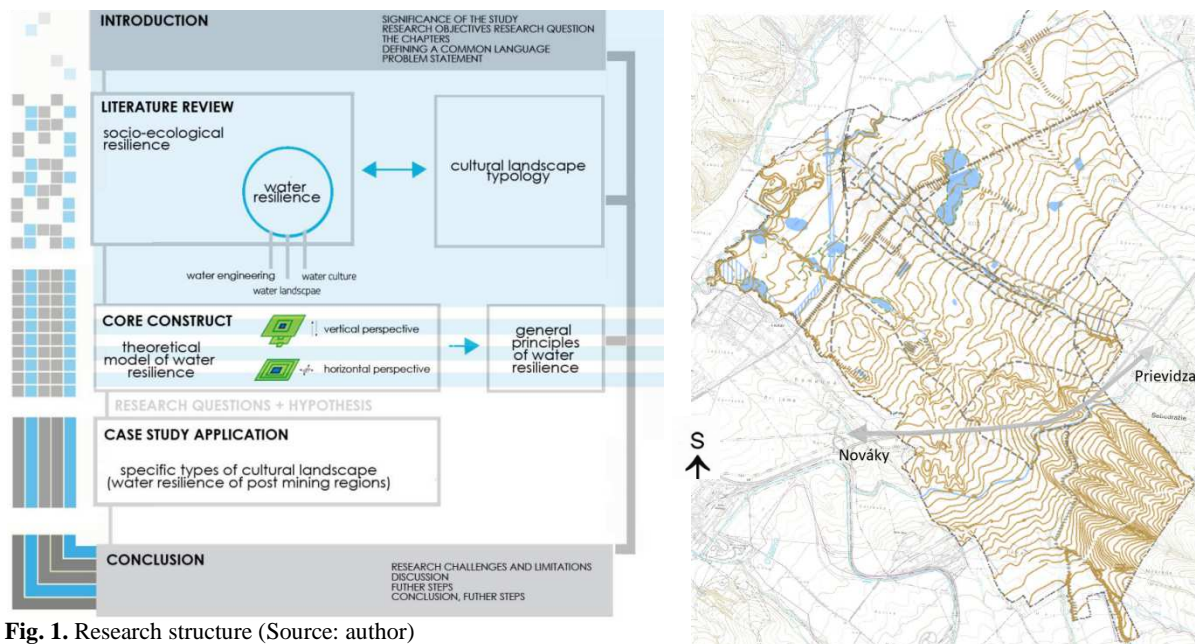 INTRODUCTION
SIGNIFICANCE OF THE STUDY
RESEARCH OBJECTIVES RESEARCH QUESTION
THE CHAPTERS
DEFINING A COMMON LANGUAGE
PROBLEM STATEMENT
LITERATURE REVIEW
socio-ecological
resilience
water
resilience
cultural landscape
typology
water engineering
water culture
water landscpae
CORE CONSTRUCT
theoretical
model of water
resilience
vertical perspective
horizontal perspective
general
principles
of water
resilience
RESEARCH QUESTIONS + HYPOTHESIS
CASE STUDY APPLICATION
specific types of cultural landscape
(water resilience of post mining regions)
CONCLUSION
RESEARCH CHALLENGES AND LIMITATIONS
DISCUSSION
FUTHER STEPS
CONCLUSION, FUTHER STEPS
Fig. 1. Research structure (Source: author)
Prievidza
S
Nováky